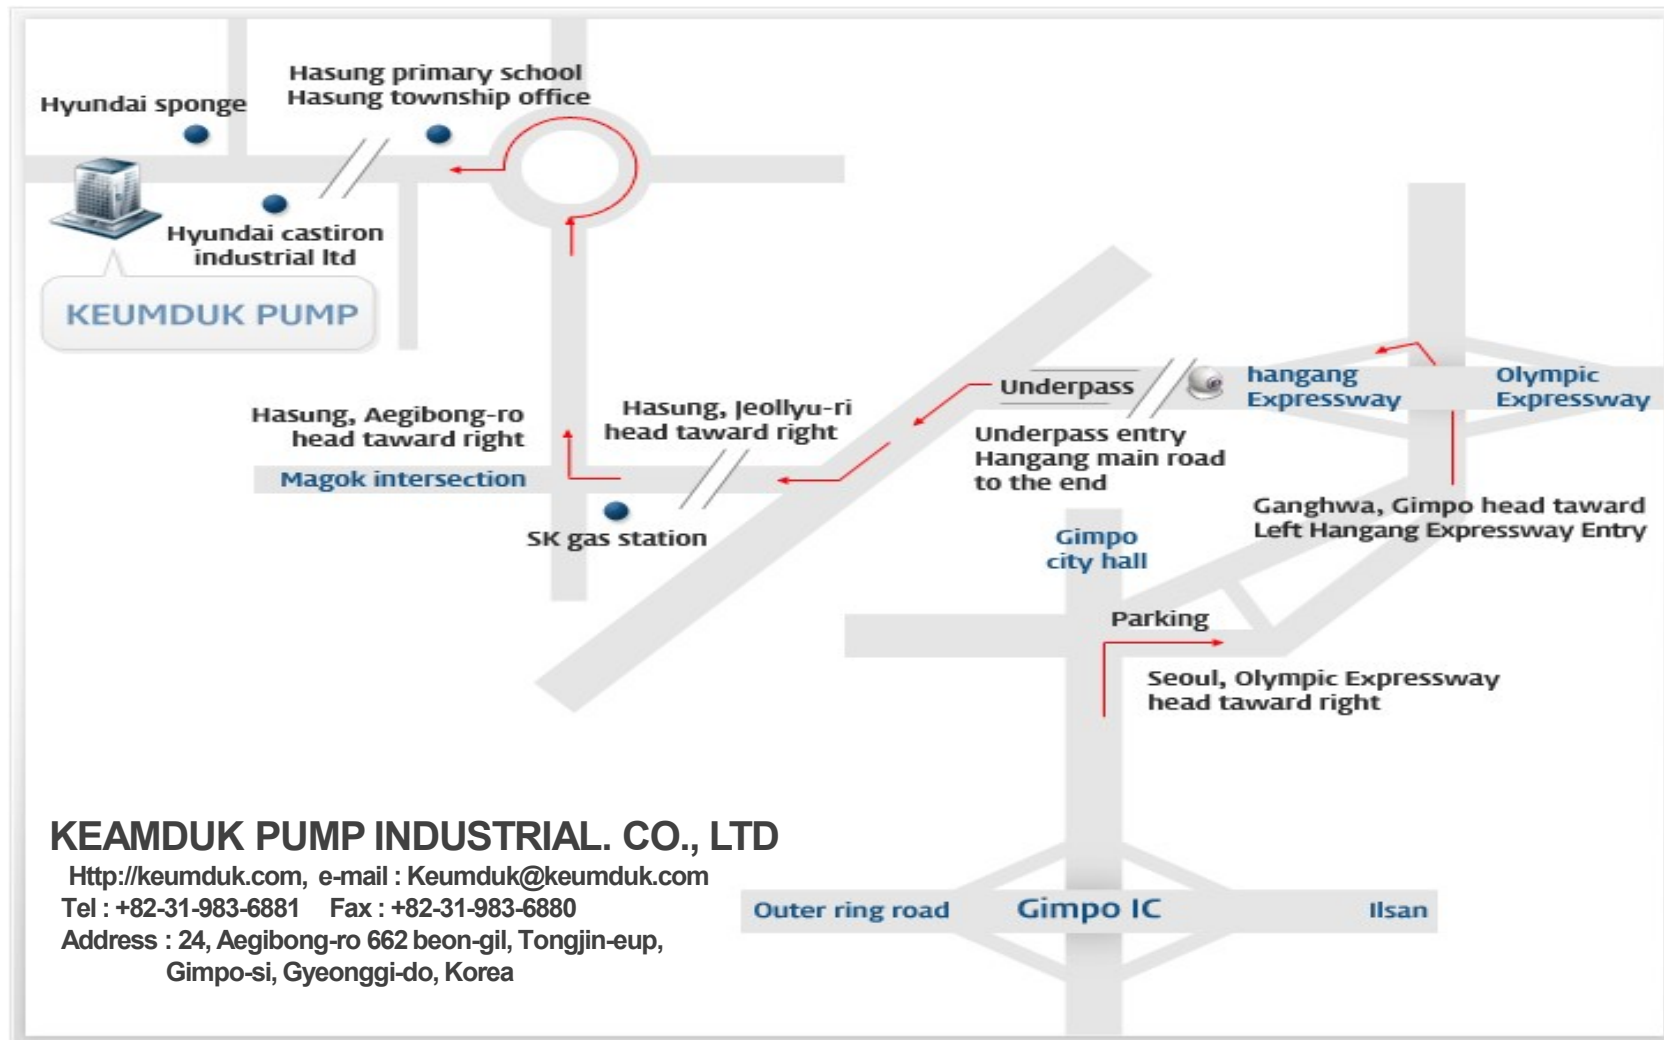 Hasung primary school
Hasung township office
Hyundai sponge
Hyundai castiron
industrial ltd
KEUMDUK PUMP
Hasung, Aegibong-ro
head taward right
Hasung, Jeollyu-ri
head taward right
Magok intersection
SK gas station
Underpass
Underpass entry
Hangang main road
to the end
hangang
Expressway
Olympic
Expressway
Ganghwa, Gimpo head taward
Left Hangang Expressway Entry
Gimpo
city hall
Parking
Seoul, Olympic Expressway
head taward right
KEAMDUK PUMP INDUSTRIAL. CO., LTD
Http://keumduk.com, e-mail : Keumduk@keumduk.com
Tel : +82-31-983-6881 Fax : +82-31-983-6880
Address : 24, Aegibong-ro 662 beon-gil, Tongjin-eup,
Gimpo-si, Gyeonggi-do, Korea
Outer ring road
Gimpo IC
Ilsan